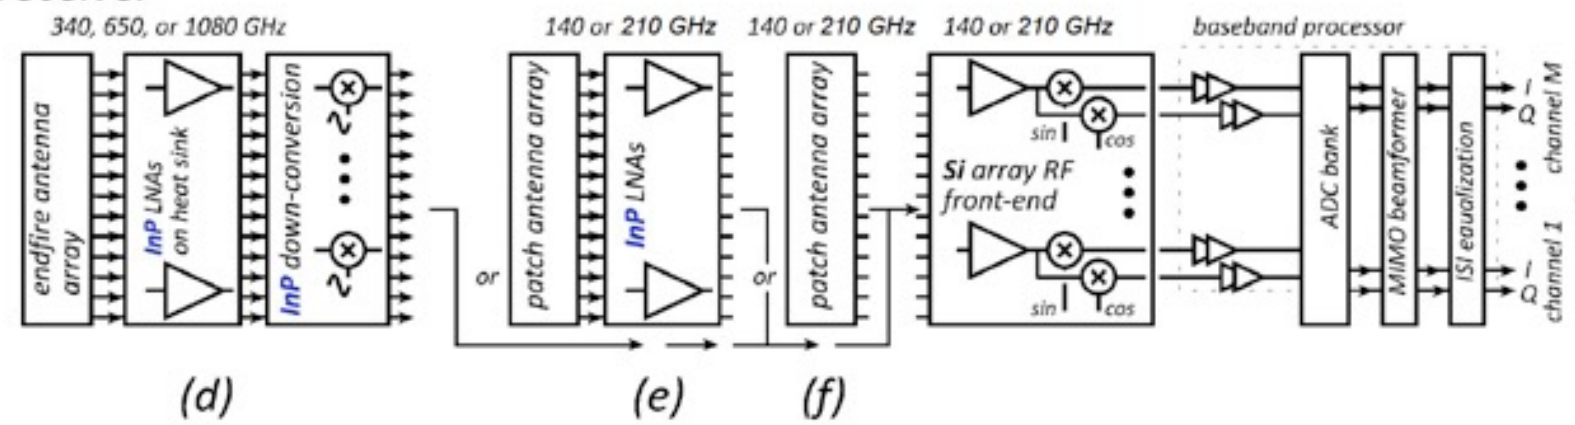 340, 650, or 1080 GHz
140 or 210 GHz
140 or 210 GHz
140 or 210 GHz
baseband processor
endfire antenna
array
InP LNAs
on heat sink
InP down-conversion
or
patch antenna array
InP LNAs
or
patch antenna array
sin
cos
Si array RF
front-end
sin
cos
ADC bank
MIMO beamformer
ISI eaualization
I
Q
channel M
I
Q
channel 1
(d)
(e)
(f)